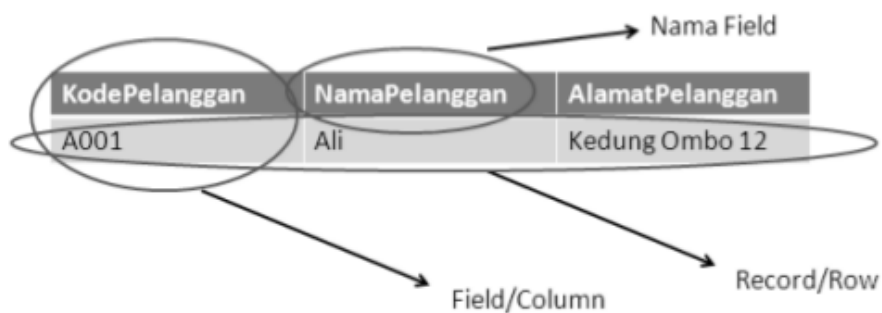 Nama Field
KodePelanggan NamaPelanggan AlamatPelanggan
A001 Ali Kedung Ombo 12
Record/Row
Field/Column